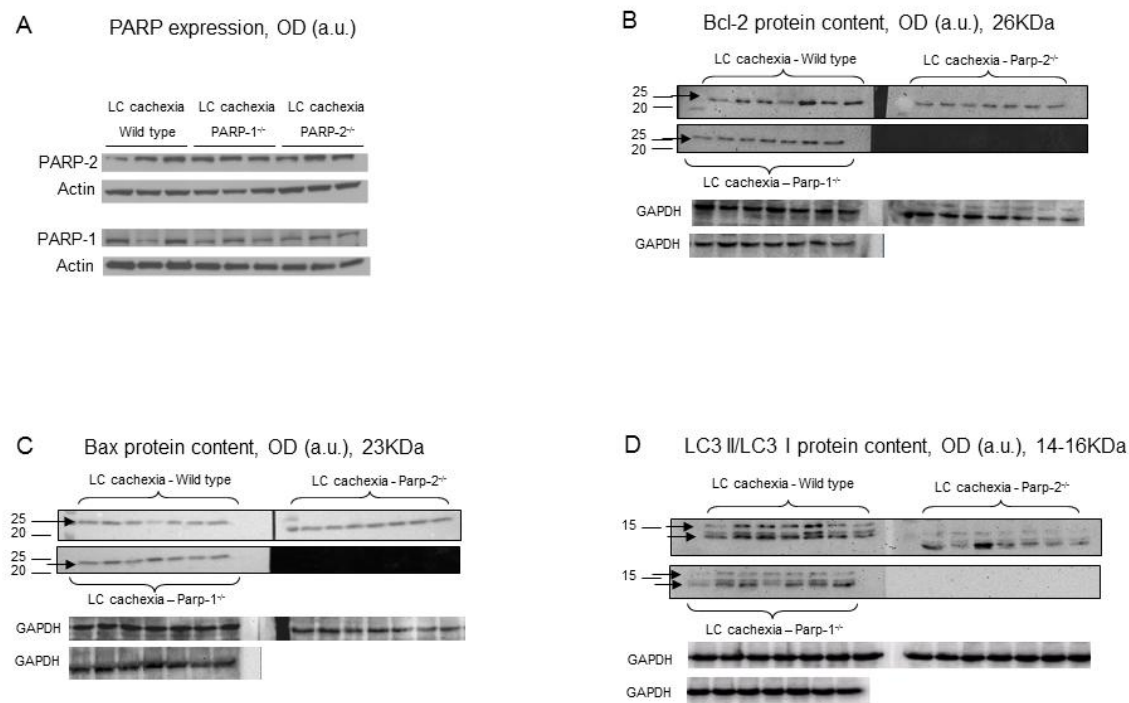 A PARP expression, OD (a.u.)
LC cachexia LC cachexia LC cachexia
Wild type PARP-1-/- PARP-2-/-
PARP-2
Actin
PARP-1
Actin
B Bcl-2 protein content, OD (a.u.), 26KDa
LC cachexia - Wild type LC cachexia - Parp-2-/-
25
20
25
20
LC cachexia – Parp-1-/-
GAPDH
GAPDH
C Bax protein content, OD (a.u.), 23KDa
LC cachexia - Wild type LC cachexia - Parp-2-/-
25
20
25
20
LC cachexia – Parp-1-/-
GAPDH
GAPDH
D LC3 II/LC3 I protein content, OD (a.u.), 14-16KDa
LC cachexia - Wild type LC cachexia - Parp-2-/-
15
15
LC cachexia – Parp-1-/-
GAPDH GAPDH
GAPDH